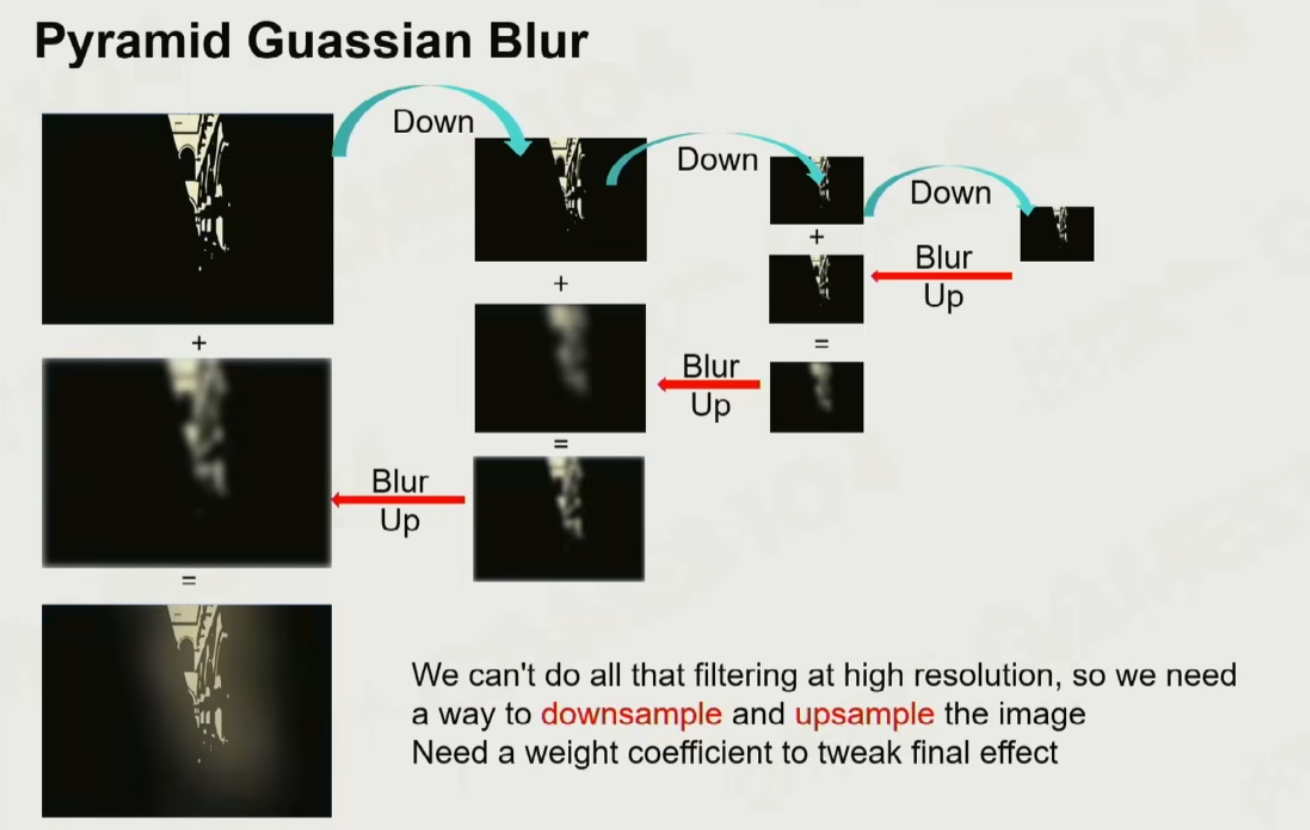 Pyramid Guassian Blur
Down
Down
Down
+
+
+
Blur
Up
=
Blur
Up
=
Blur
Up
=
We can't do all that filtering at high resolution, so we need
a way to downsample and upsample the image
Need a weight coefficient to tweak final effect